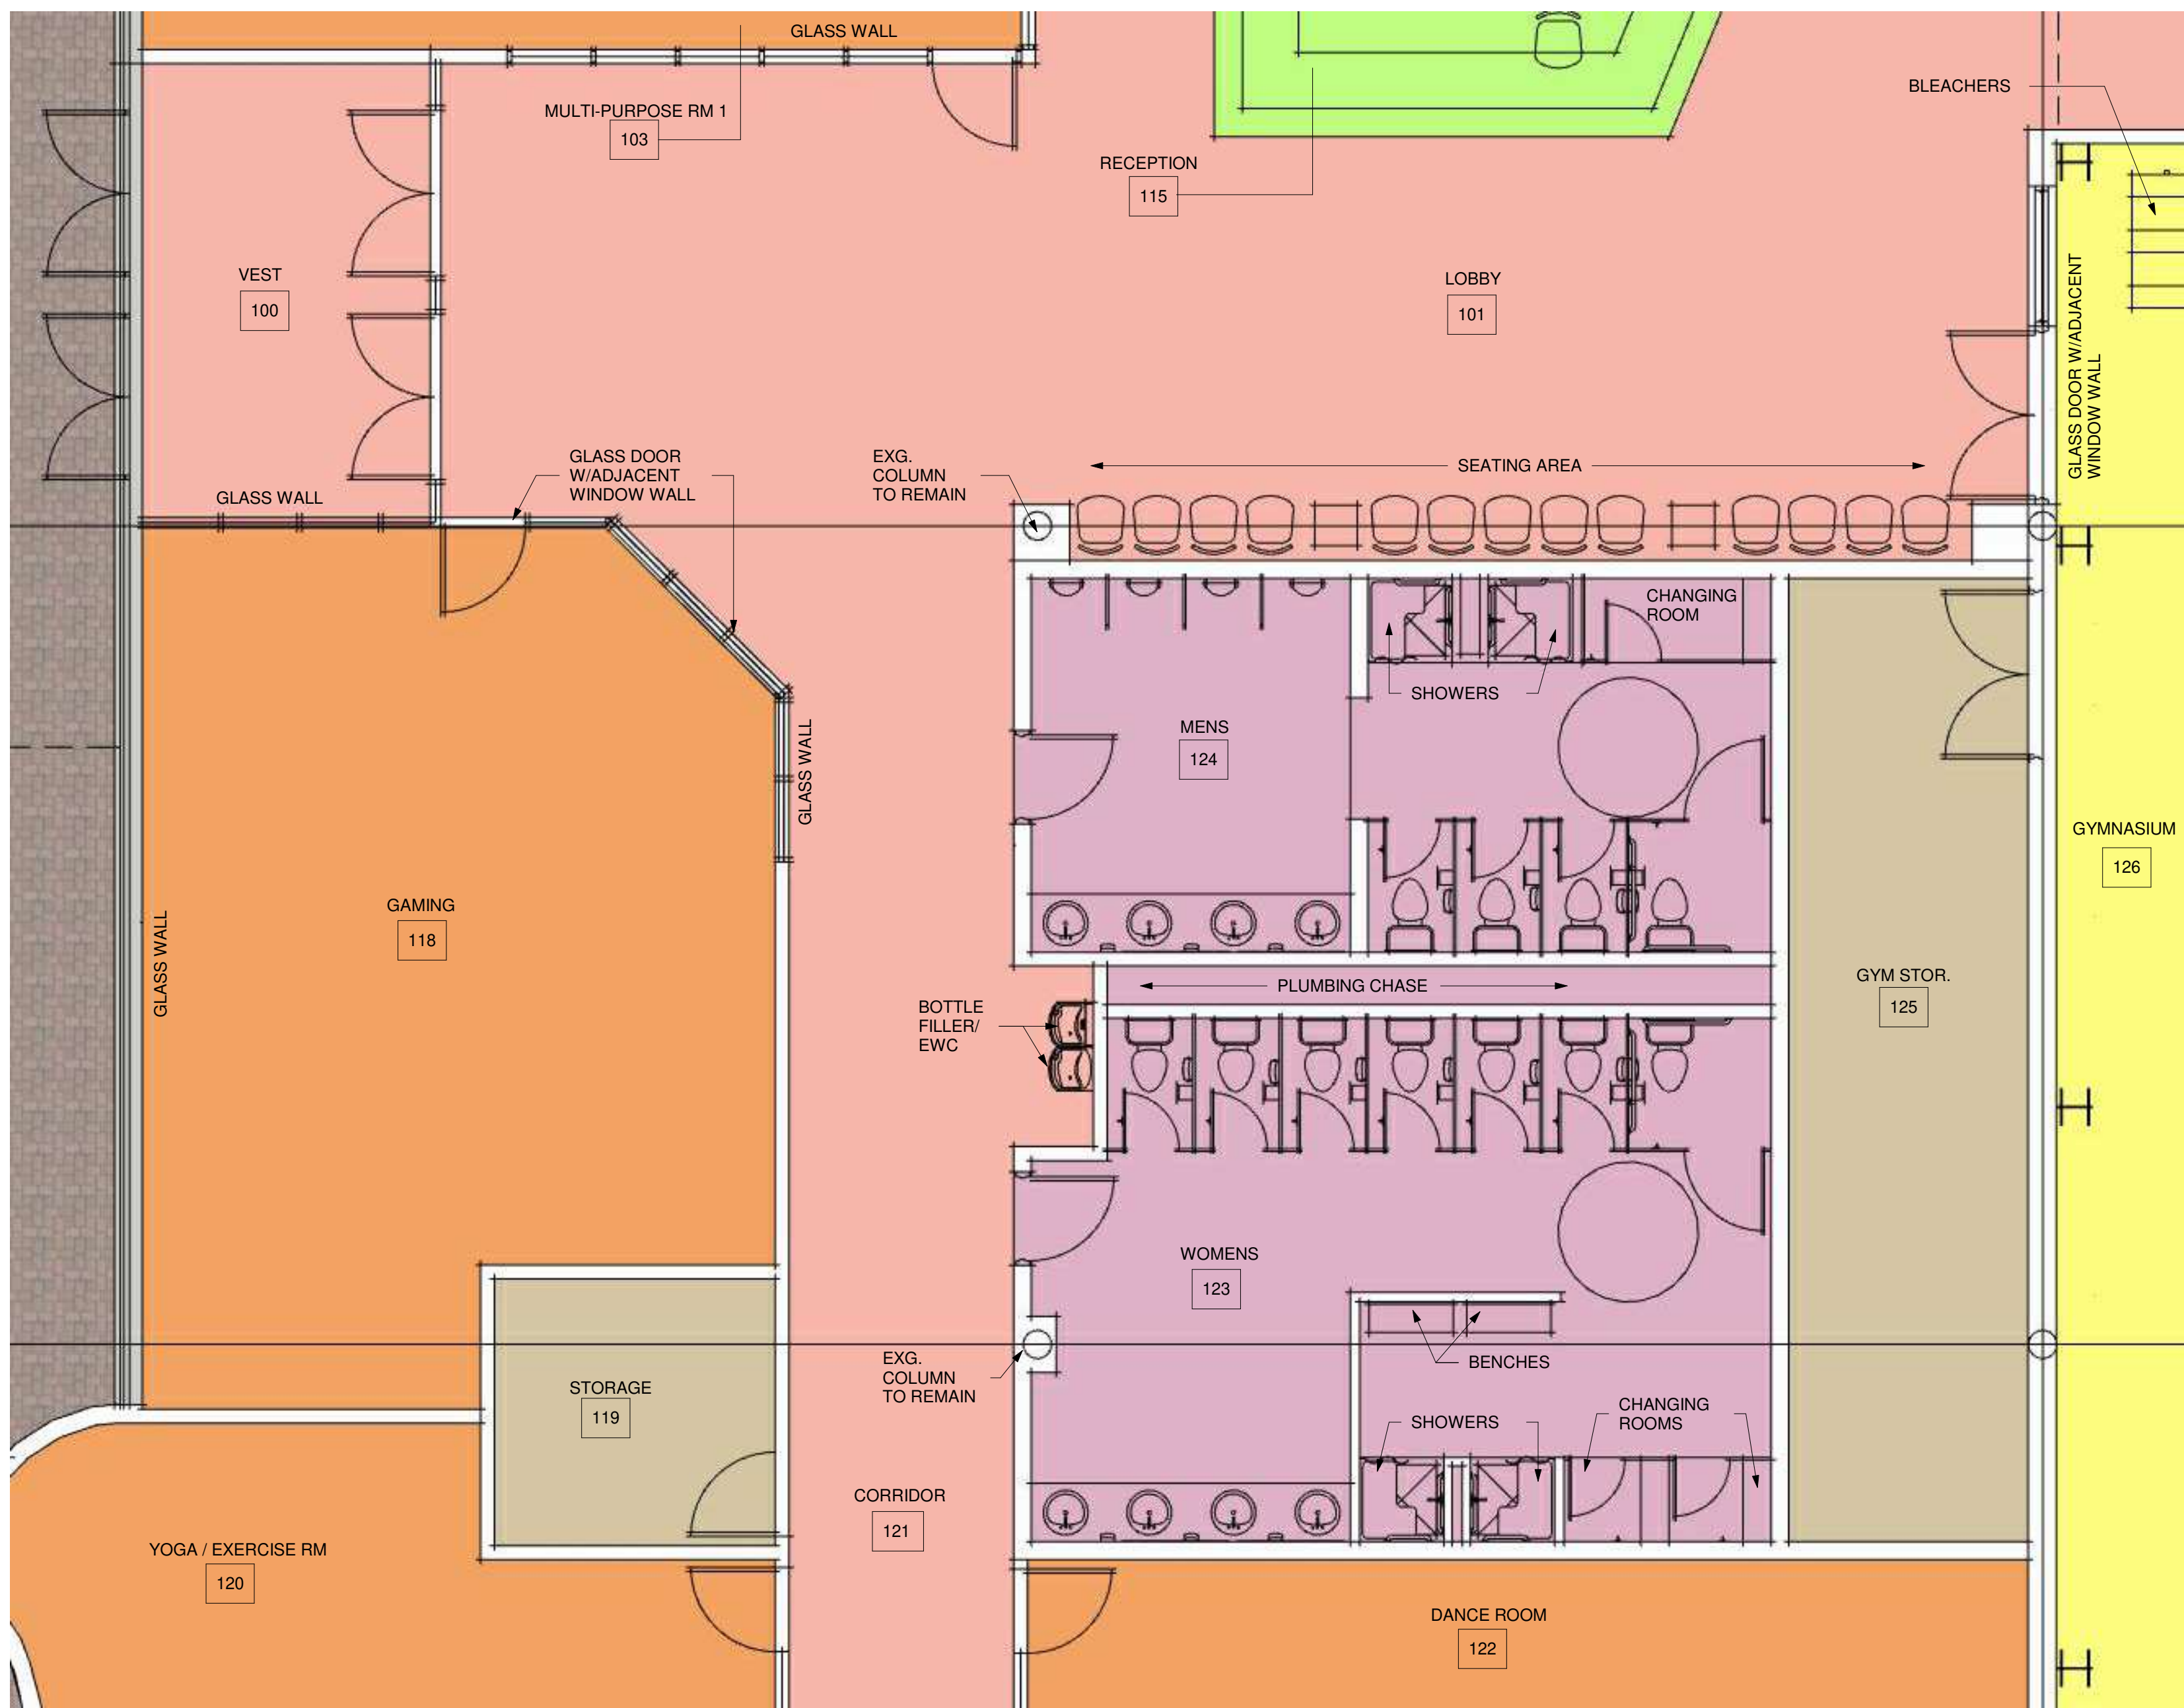 GLASS WALL
MULTI-PURPOSE RM 1
103
BLEACHERS
RECEPTION
115
VEST
100
LOBBY
101
GLASS DOOR W/ADJACENT
WINDOW WALL
GLASS DOOR
W/ADJACENT
WINDOW WALL
EXG.
COLUMN
TO REMAIN
SEATING AREA
GLASS WALL
CHANGING
ROOM
SHOWERS
MENS
124
GLASS WALL
GYMNASIUM
126
GAMING
118
GLASS WALL
PLUMBING CHASE
GYM STOR.
125
BOTTLE
FILLER/
EWC
WOMENS
123
EXG.
COLUMN
TO REMAIN
BENCHES
STORAGE
119
SHOWERS
CHANGING
ROOMS
CORRIDOR
121
YOGA / EXERCISE RM
120
DANCE ROOM
122